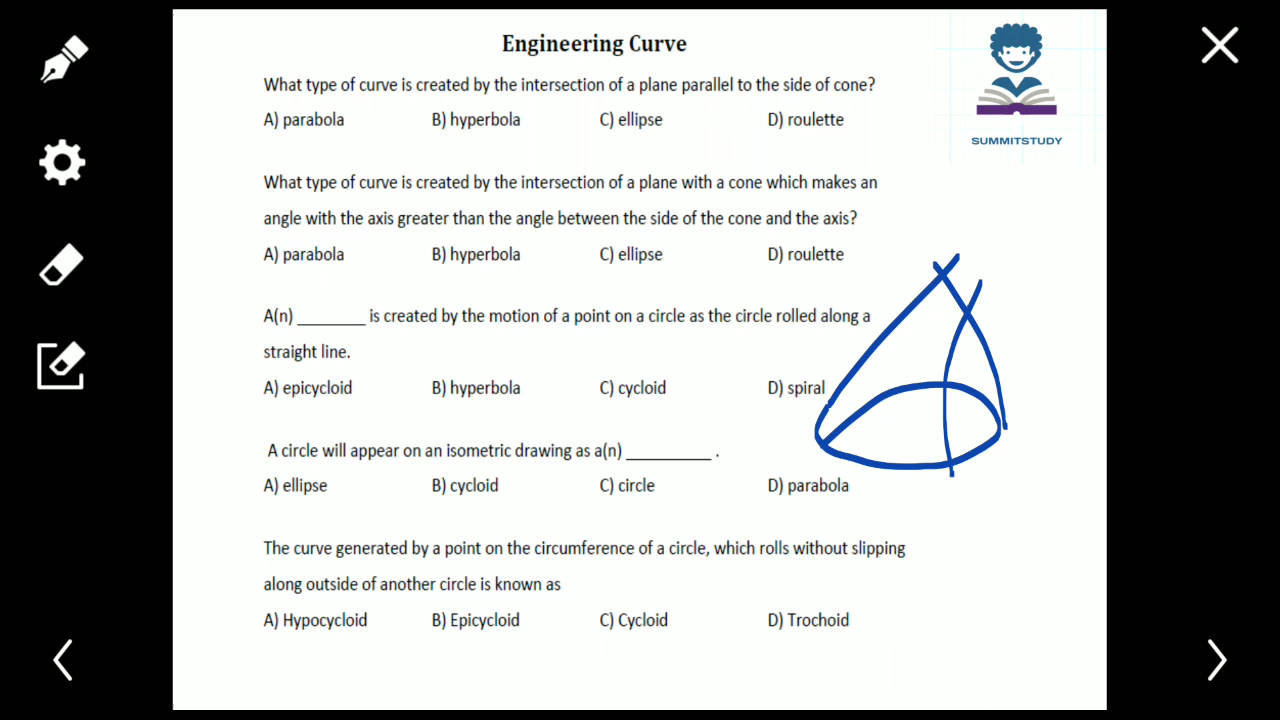 Engineering Curve
What type of curve is created by the intersection of a plane parallel to the side of cone?
A) parabola B) hyperbola C) ellipse D) roulette
SUMMITSTUDY
What type of curve is created by the intersection of a plane with a cone which makes an
angle with the axis greater than the angle between the side of the cone and the axis?
A) parabola B) hyperbola C) ellipse D) roulette
A(n) ________ is created by the motion of a point on a circle as the circle rolled along a
straight line.
A) epicycloid B) hyperbola C) cycloid D) spiral
A circle will appear on an isometric drawing as a(n) __________ .
A) ellipse B) cycloid C) circle D) parabola
The curve generated by a point on the circumference of a circle, which rolls without slipping
along outside of another circle is known as
A) Hypocycloid B) Epicycloid C) Cycloid D) Trochoid